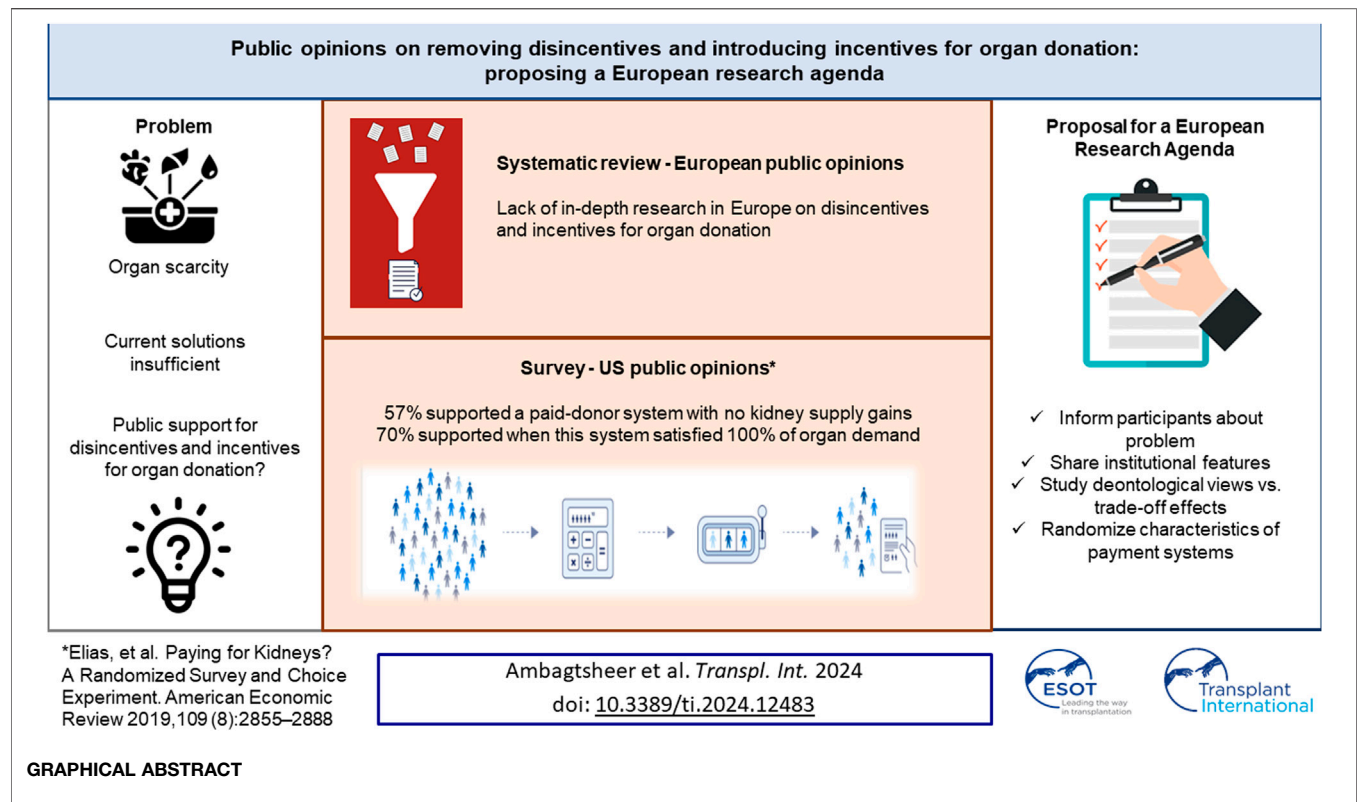 Public opinions on removing disincentives and introducing incentives for organ donation:
proposing a European research agenda
Problem
Organ scarcity
Current solutions
insufficient
Public support for
disincentives and incentives
for organ donation?
?
Systematic review - European public opinions
Lack of in-depth research in Europe on disincentives
and incentives for organ donation
Survey - US public opinions*
57% supported a paid-donor system with no kidney supply gains
70% supported when this system satisfied 100% of organ demand
Proposal for a European
Research Agenda
✓ Inform participants about
problem
✓ Share institutional features
✓ Study deontological views vs.
trade-off effects
✓ Randomize characteristics of
payment systems
*Elias, et al. Paying for Kidneys?
A Randomized Survey and Choice
Experiment. American Economic
Review 2019,109 (8):2855–2888
Ambagtsheer et al. Transpl. Int. 2024
doi: 10.3389/ti.2024.12483
ESOT
Leading the way
in transplantation
Transplant
International
GRAPHICAL ABSTRACT